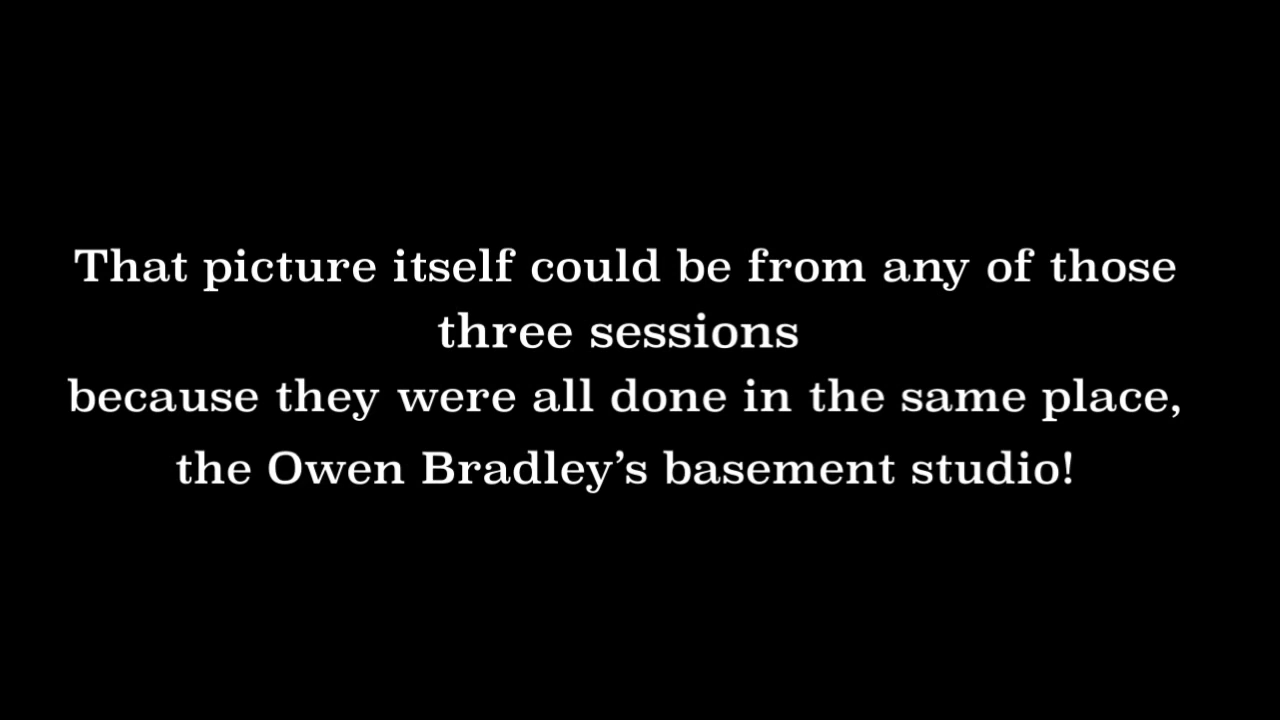 That picture itself could be from any of those
three sessions
because they were all done in the same place,
the Owen Bradley’s basement studio!